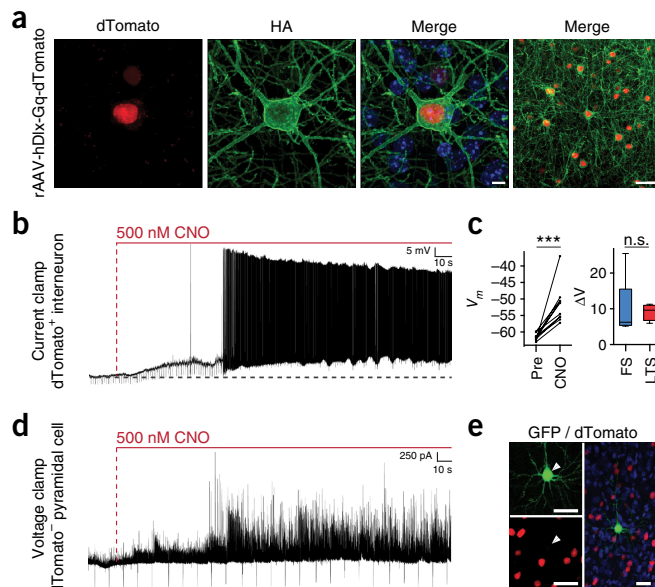 a
dTomato
HA
Merge
Merge
rAAV-hDlx-Gq-dTomato
b
500 nM CNO
5 mV
10 s
Current clamp
dTomato+ interneuron
c
***
n.s.
Vm
−40
−45
−50
−55
−60
Pre
CNO
ΔV
20
10
0
FS
LTS
d
500 nM CNO
250 pA
10 s
Voltage clamp
dTomato− pyramidal cell
e
GFP / dTomato